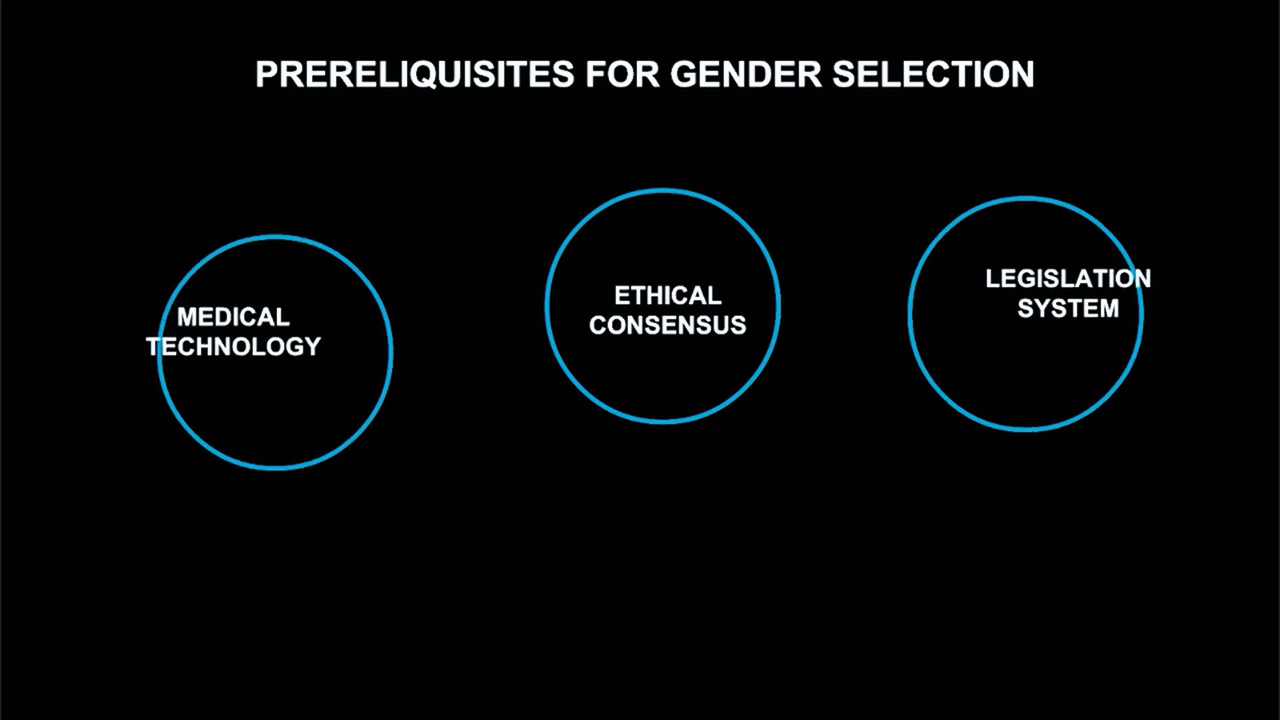 PRERELIQUISITES FOR GENDER SELECTION
MEDICAL
TECHNOLOGY
ETHICAL
CONSENSUS
LEGISLATION
SYSTEM